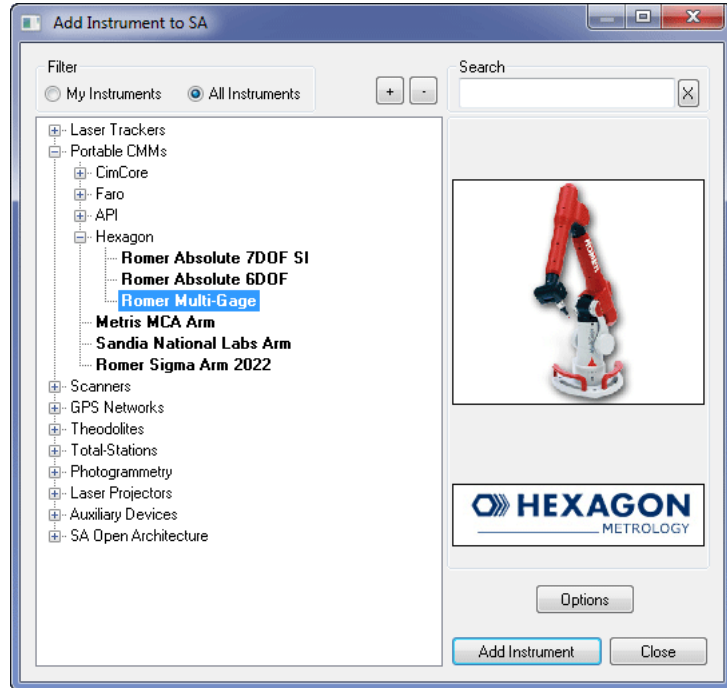 Add Instrument to SA
Filter
My Instruments All Instruments
+ -
Search
X
Laser Trackers
Portable CMMs
CimCore
Faro
API
Hexagon
Romer Absolute 7DOF SI
Romer Absolute 6DOF
Romer Multi-Gage
Metris MCA Arm
Sandia National Labs Arm
Romer Sigma Arm 2022
Scanners
GPS Networks
Theodolites
Total-Stations
Photogrammetry
Laser Projectors
Auxiliary Devices
SA Open Architecture
ROMER
HEXAGON
METROLOGY
Options
Add Instrument Close